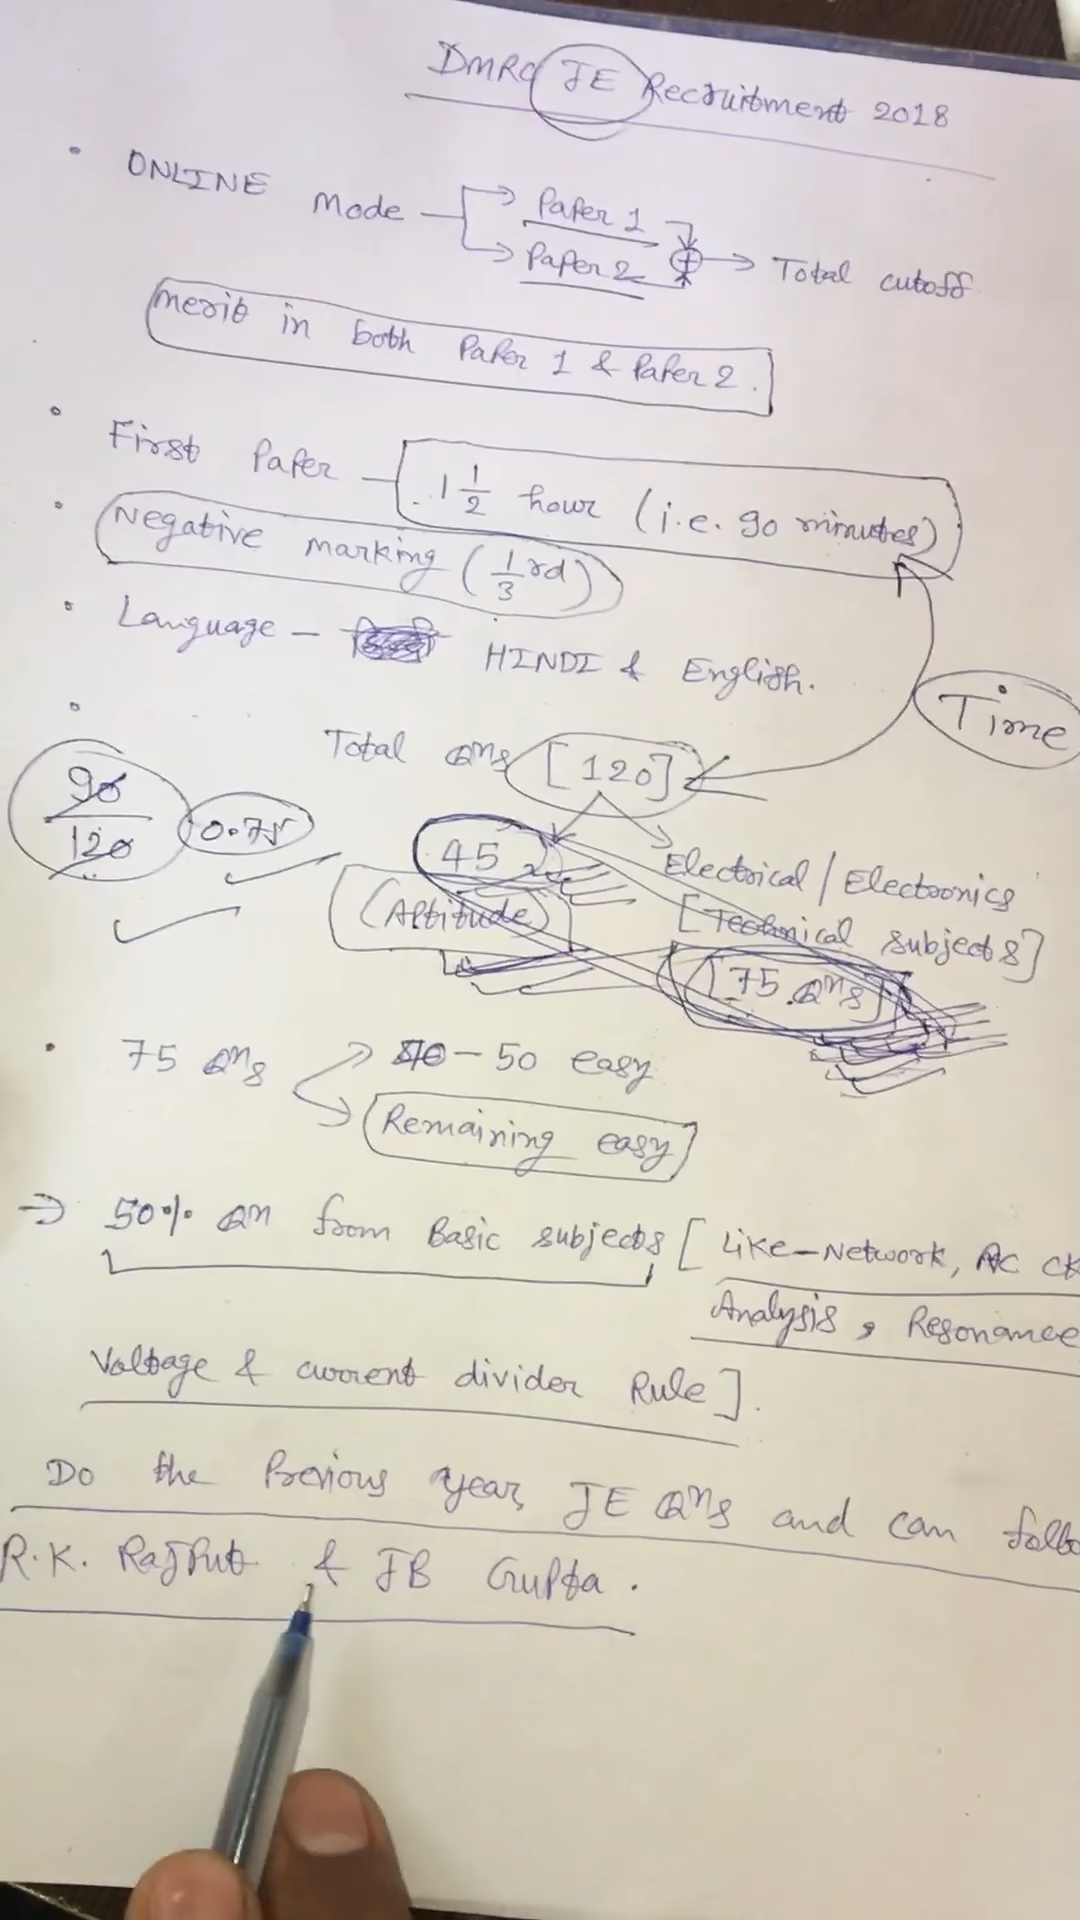 DMRC JE Recruitment 2018
ONLINE Mode Paper 1
Paper 2
Total cutoff
merit in both Paper 1 & Paper 2.
First Paper - 1 1/2 hour (i.e. 90 minutes)
Negative marking (1/3 rd)
Language - HINDI & English.
Time
Total Qns [120]
90/120 0.75
45
(Aptitude)
Electrical / Electronics
[Technical subjects]
[75 Qns]
75 Qns 40 - 50 easy
Remaining easy
→ 50% Qn from Basic subjects [Like - Network, AC CK
Analysis, Resonance
Voltage & current divider Rule].
Do the Previous year JE Qns and can follo
R.K. Rajput & JB Gupta.